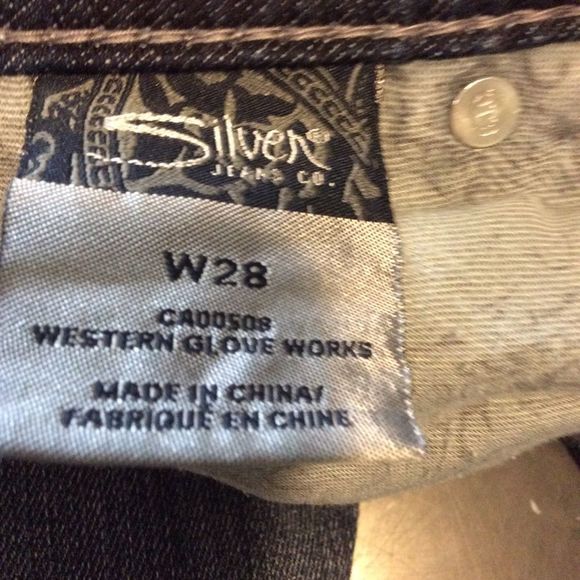 Silver®
JEANS CO.
W28
CA00508
WESTERN GLOVE WORKS
MADE IN CHINA/
FABRIQUÉ EN CHINE